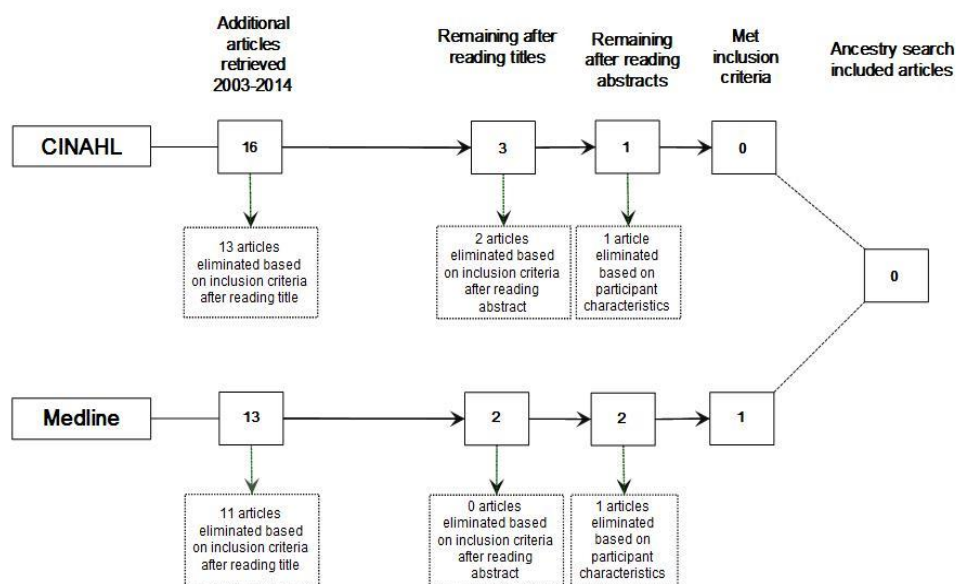 Additional
articles
retrieved
2003-2014
Remaining after
reading titles
Remaining
after reading
abstracts
Met
inclusion
criteria
Ancestry search
included articles
CINAHL
16
3
1
0
13 articles
eliminated based
on inclusion criteria
after reading title
2 articles
eliminated based
on inclusion criteria
after reading
abstract
1 article
eliminated
based on
participant
characteristics
0
Medline
13
2
2
1
11 articles
eliminated based
on inclusion criteria
after reading title
0 articles
eliminated based on
inclusion criteria
after reading
abstract
1 articles
eliminated
based on
participant
characteristics